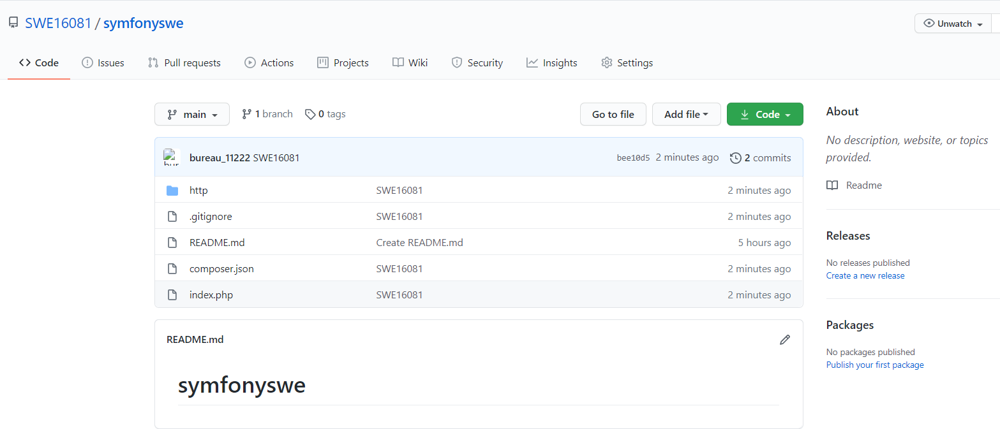 SWE16081 / symfonyswe
Unwatch
Code
Issues
Pull requests
Actions
Projects
Wiki
Security
Insights
Settings
main
1 branch
0 tags
Go to file
Add file
Code
bureau_11222 SWE16081
bee10d5 2 minutes ago
2 commits
http SWE16081 2 minutes ago
.gitignore SWE16081 2 minutes ago
README.md Create README.md 5 hours ago
composer.json SWE16081 2 minutes ago
index.php SWE16081 2 minutes ago
README.md
symfonyswe
About
No description, website, or topics
provided.
Readme
Releases
No releases published
Create a new release
Packages
No packages published
Publish your first package